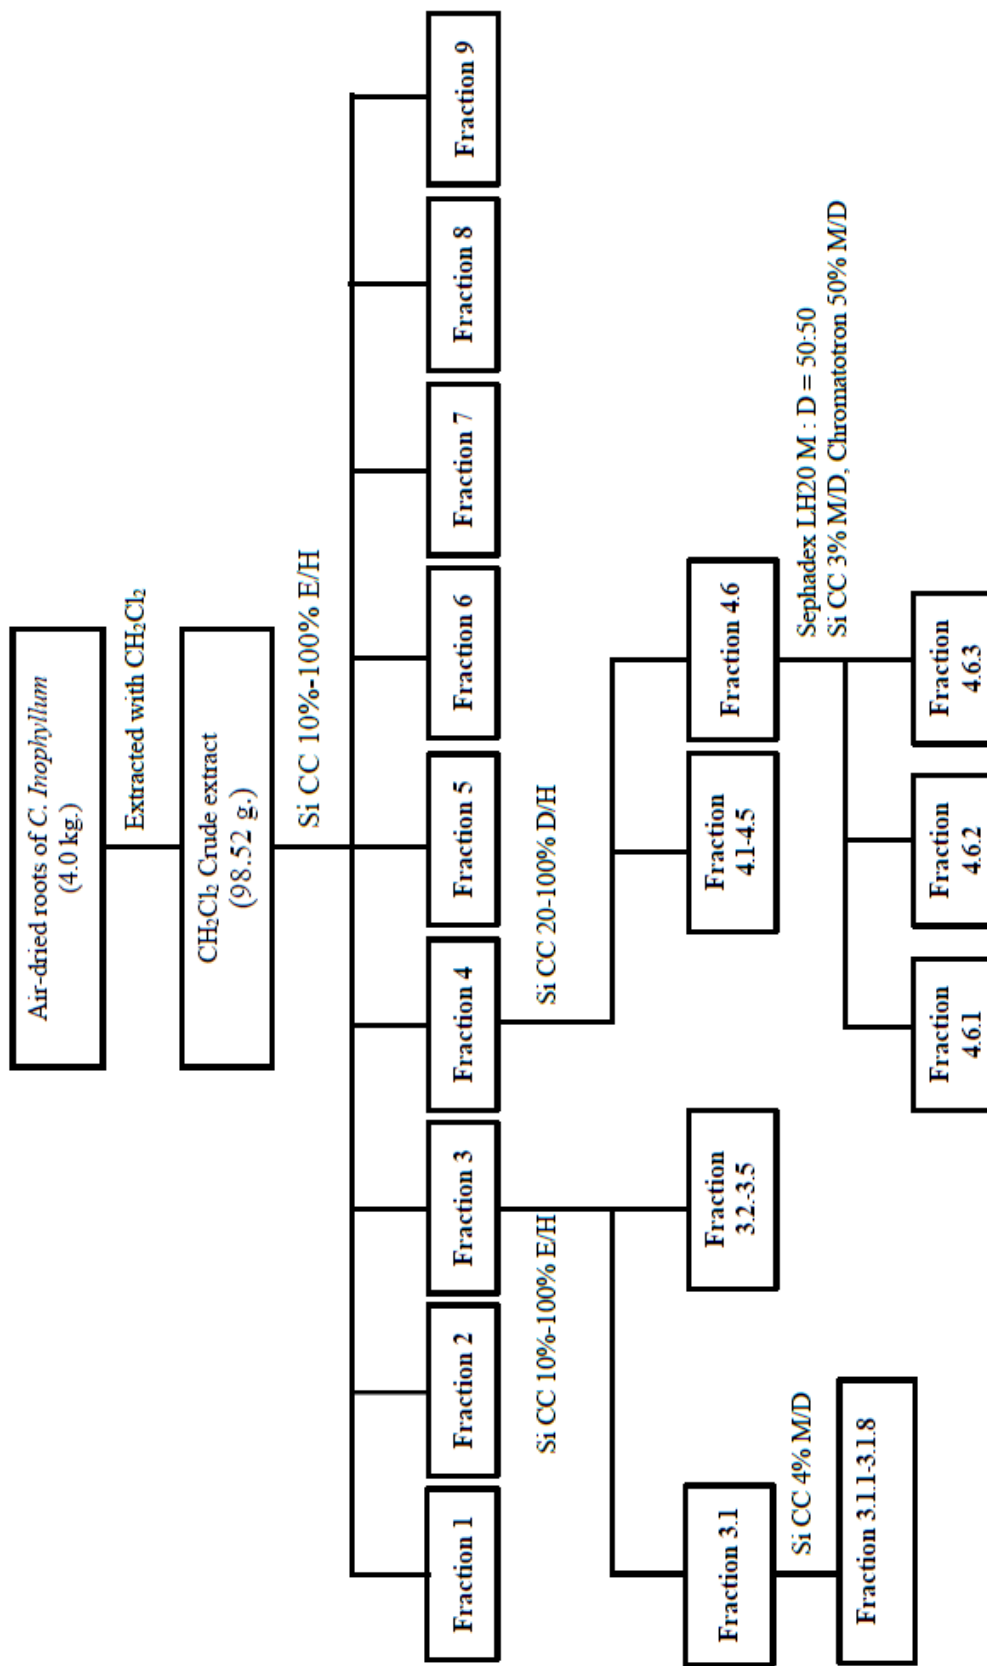 Air-dried roots of C. Inophyllum
(4.0 kg.)
Extracted with CH₂Cl₂
CH₂Cl₂ Crude extract
(98.52 g.)
Si CC 10%-100% E/H
Fraction 1
Fraction 2
Fraction 3
Fraction 4
Fraction 5
Fraction 6
Fraction 7
Fraction 8
Fraction 9
Si CC 10%-100% E/H
Si CC 20-100% D/H
Fraction 3.1
Fraction
3.2.-3.5
Fraction
4.1-4.5
Fraction 4.6
Si CC 4% M/D
Sephadex LH20 M : D = 50:50
Si CC 3% M/D, Chromatotron 50% M/D
Fraction 3.1.1-3.1.8
Fraction
4.6.1
Fraction
4.6.2
Fraction
4.6.3